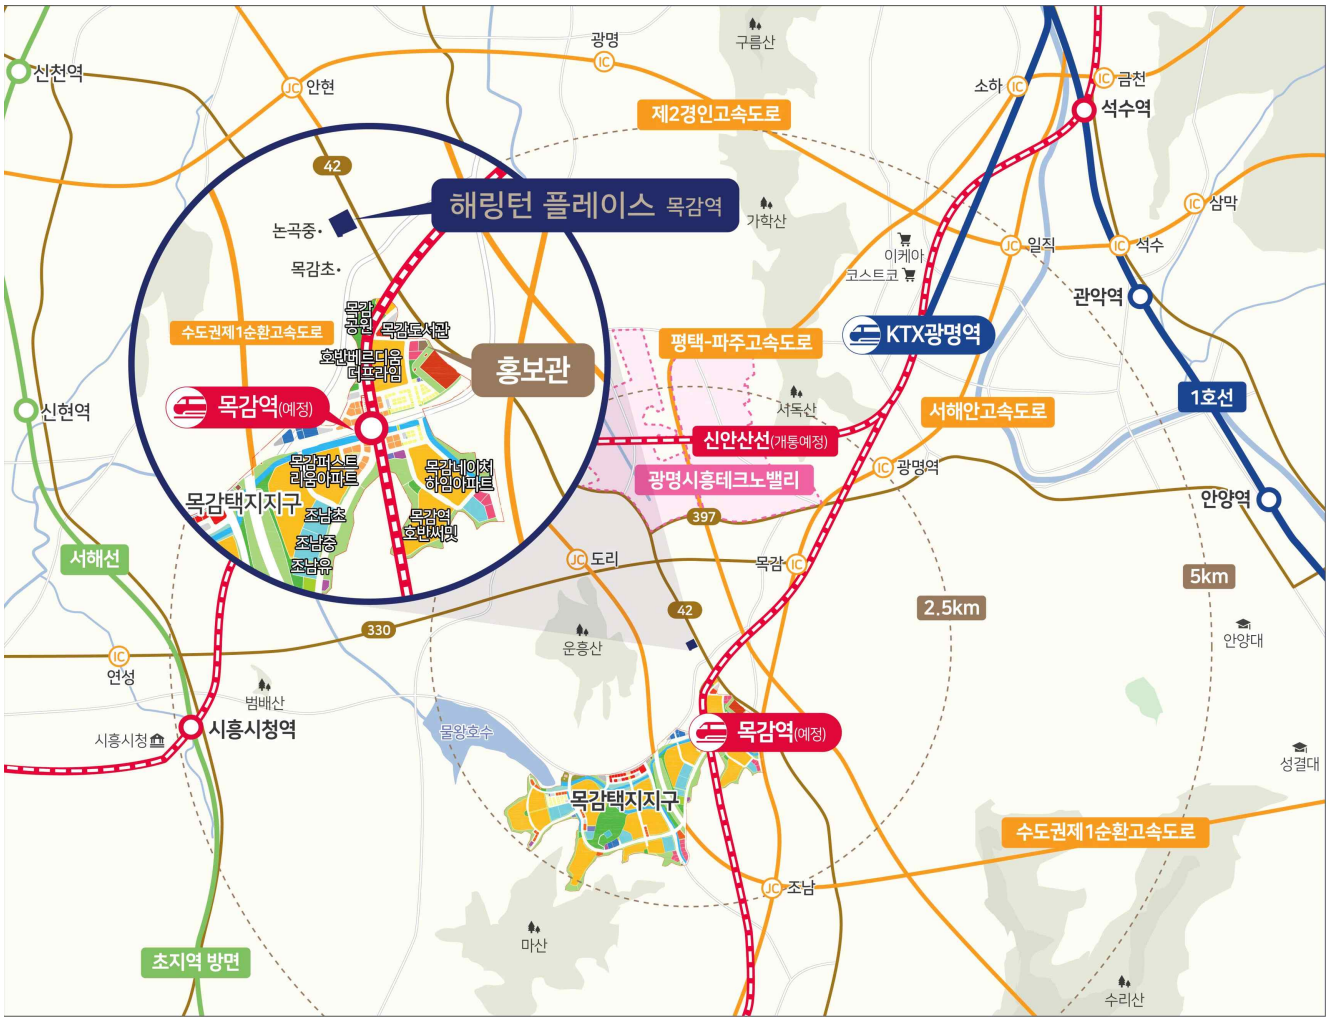 구름산
광명
IC
신천역
JC 안현
소하 IC
IC 금천
석수역
제2경인고속도로
42
해링턴 플레이스 목감역
논곡중
목감초
가학산
IC
삼막
JC 일직
IC 석수
이케아
코스트코
관악역
수도권제1순환고속도로
목감
공원
목감도서관
호반베르디움
더프라임
홍보관
평택-파주고속도로
KTX광명역
신현역
목감역(예정)
서독산
서해안고속도로
1호선
신안산선(개통예정)
광명시흥테크노밸리
IC 광명역
목감퍼스트
리움아파트
목감네이처
하임아파트
목감택지지구
조남초
목감역
호반써밋
조남중
조남유
안양역
397
서해선
JC 도리
목감 IC
5km
2.5km
42
330
운흥산
안양대
IC
연성
범배산
시흥시청
시흥시청역
물왕호수
목감역(예정)
성결대
목감택지지구
수도권제1순환고속도로
JC 조남
마산
초지역 방면
수리산